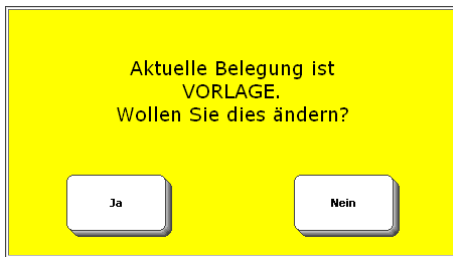 Aktuelle Belegung ist
VORLAGE.
Wollen Sie dies ändern?
Ja
Nein